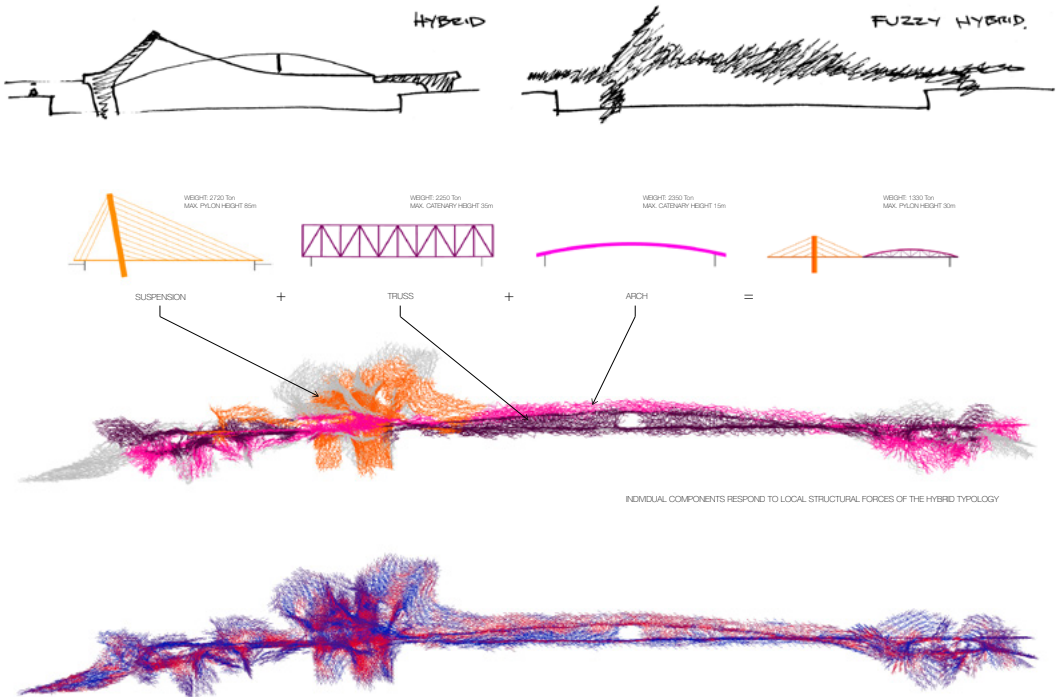 HYBRID
FUZZY HYBRID.
WEIGHT: 2720 Ton
MAX. PYLON HEIGHT 85m
WEIGHT: 2250 Ton
MAX. CATENARY HEIGHT 35m
WEIGHT: 2350 Ton
MAX. CATENARY HEIGHT 15m
WEIGHT: 1330 Ton
MAX. PYLON HEIGHT 30m
SUSPENSION + TRUSS + ARCH =
INDIVIDUAL COMPONENTS RESPOND TO LOCAL STRUCTURAL FORCES OF THE HYBRID TYPOLOGY